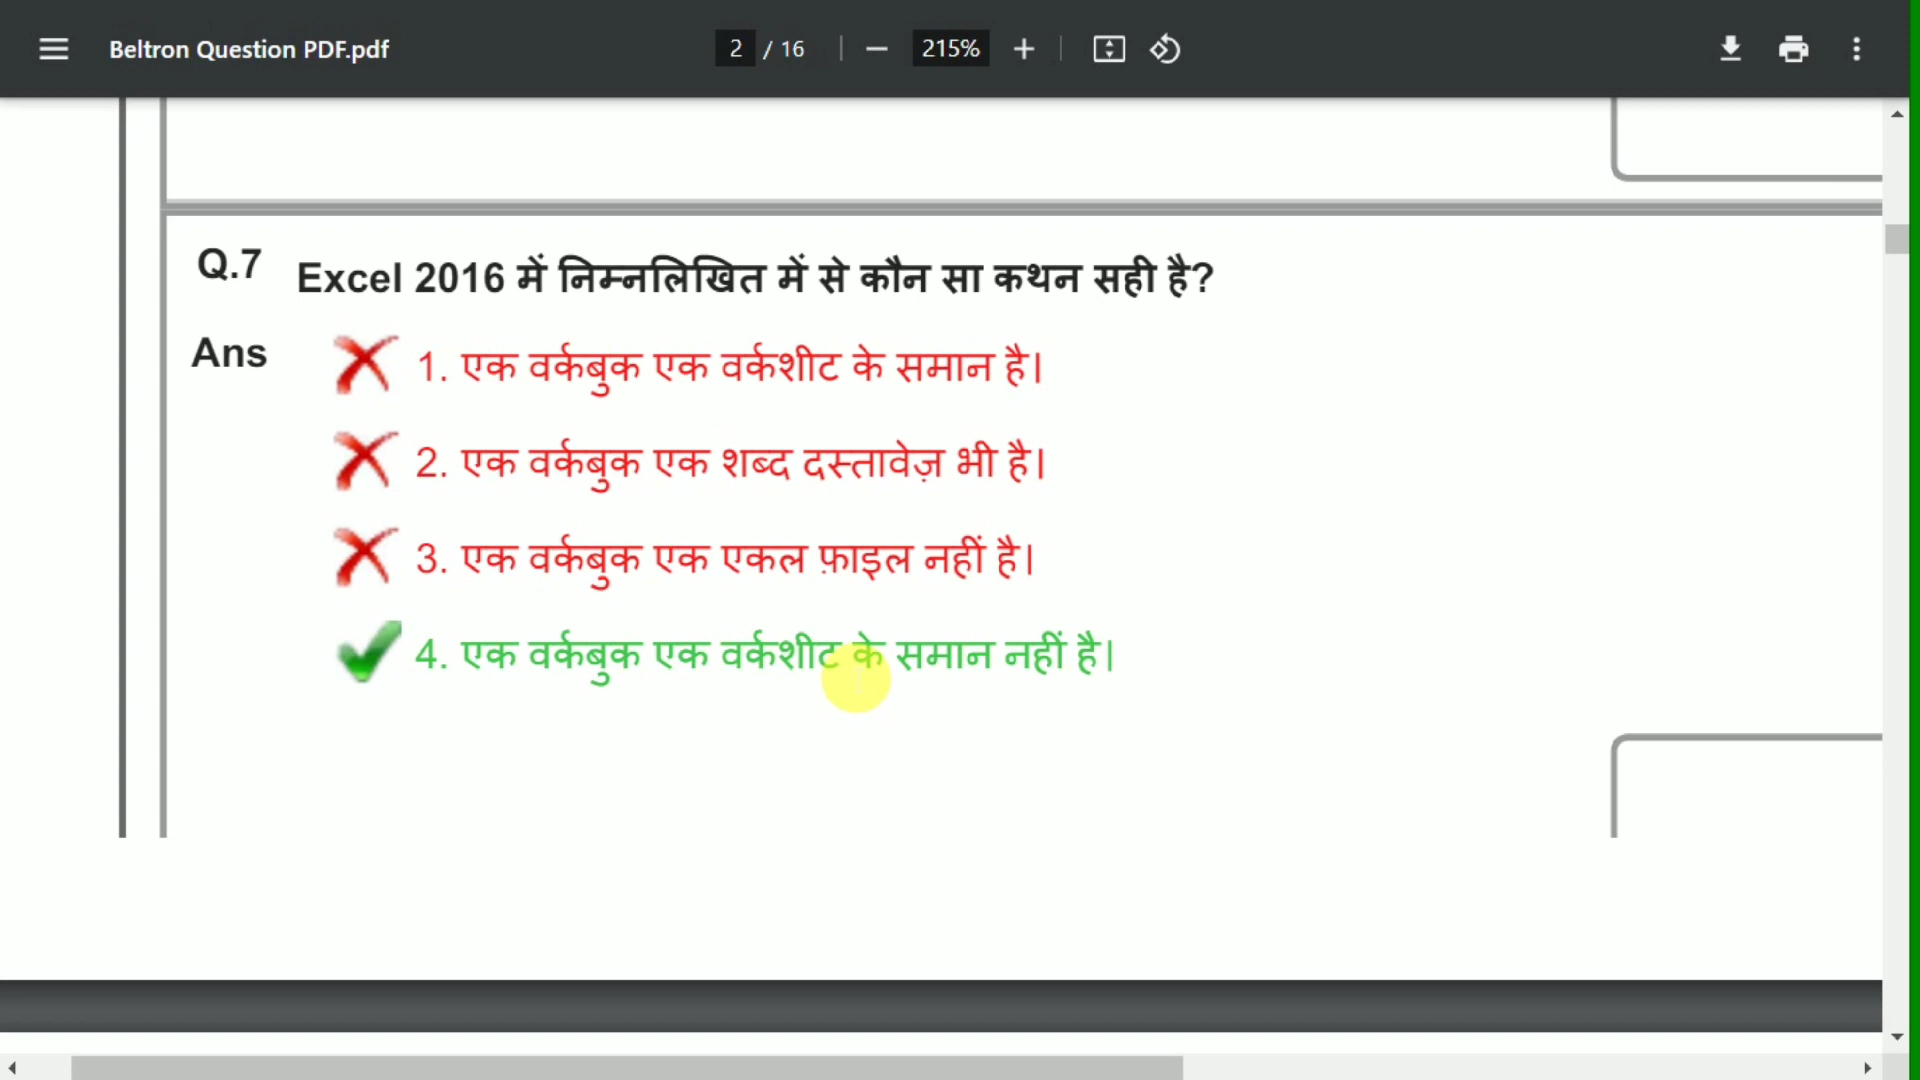 Beltron Question PDF.pdf
2 / 16
215%
Q.7 Excel 2016 में निम्नलिखित में से कौन सा कथन सही है?
Ans 1. एक वर्कबुक एक वर्कशीट के समान है।
2. एक वर्कबुक एक शब्द दस्तावेज़ भी है।
3. एक वर्कबुक एक एकल फ़ाइल नहीं है।
4. एक वर्कबुक एक वर्कशीट के समान नहीं है।